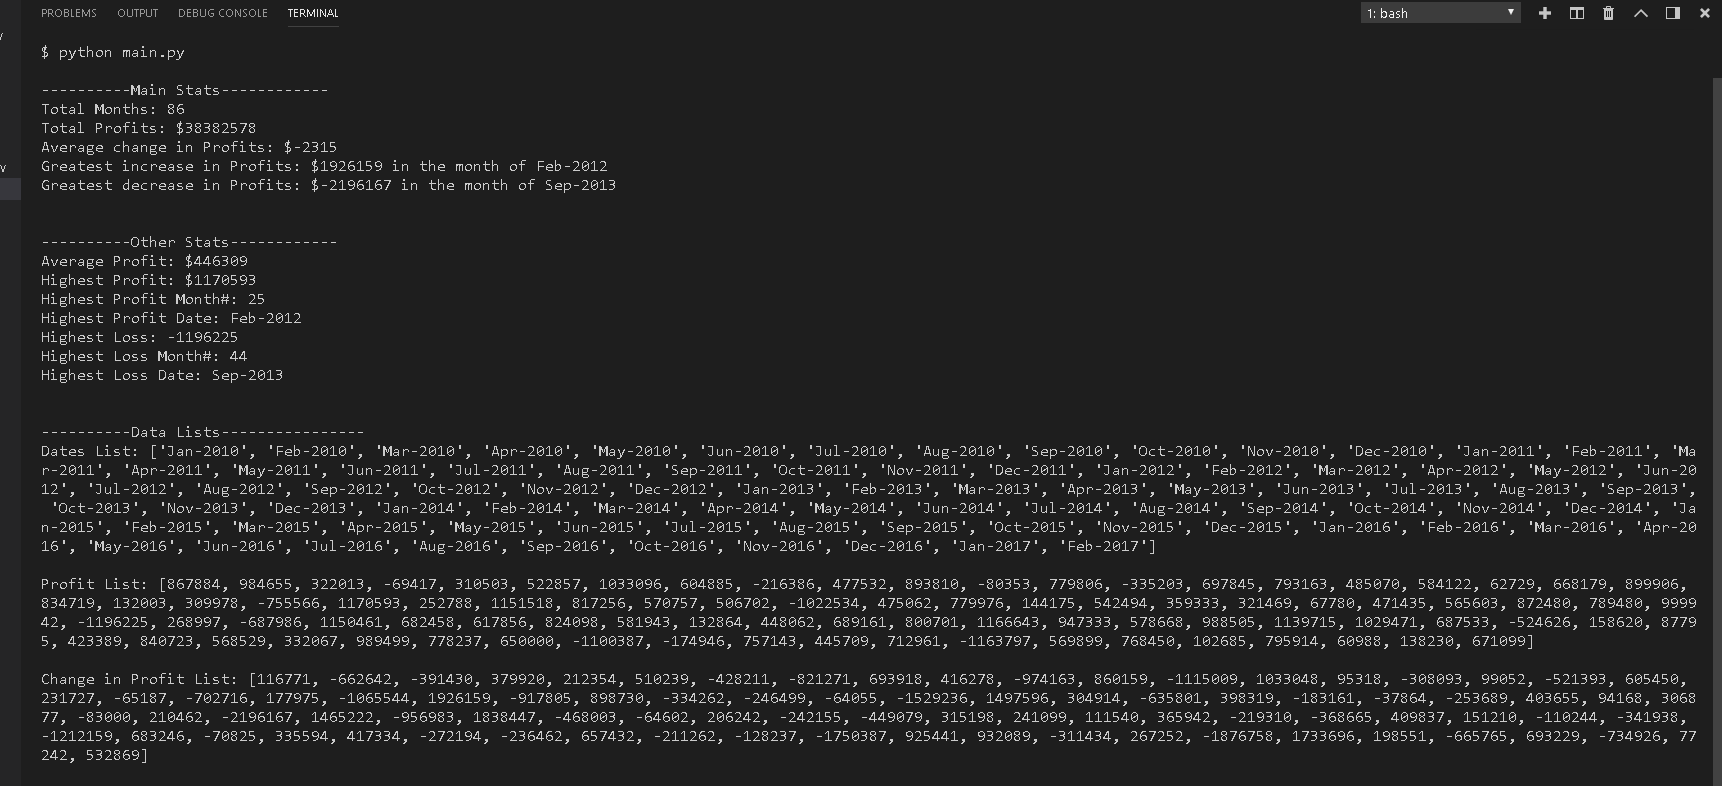 PROBLEMS OUTPUT DEBUG CONSOLE TERMINAL 1: bash
$ python main.py
----------Main Stats------------
Total Months: 86
Total Profits: $38382578
Average change in Profits: $-2315
Greatest increase in Profits: $1926159 in the month of Feb-2012
Greatest decrease in Profits: $-2196167 in the month of Sep-2013
----------Other Stats------------
Average Profit: $446309
Highest Profit: $1170593
Highest Profit Month#: 25
Highest Profit Date: Feb-2012
Highest Loss: -1196225
Highest Loss Month#: 44
Highest Loss Date: Sep-2013
----------Data Lists----------------
Dates List: ['Jan-2010', 'Feb-2010', 'Mar-2010', 'Apr-2010', 'May-2010', 'Jun-2010', 'Jul-2010', 'Aug-2010', 'Sep-2010', 'Oct-2010', 'Nov-2010', 'Dec-2010', 'Jan-2011', 'Feb-2011', 'Ma
r-2011', 'Apr-2011', 'May-2011', 'Jun-2011', 'Jul-2011', 'Aug-2011', 'Sep-2011', 'Oct-2011', 'Nov-2011', 'Dec-2011', 'Jan-2012', 'Feb-2012', 'Mar-2012', 'Apr-2012', 'May-2012', 'Jun-20
12', 'Jul-2012', 'Aug-2012', 'Sep-2012', 'Oct-2012', 'Nov-2012', 'Dec-2012', 'Jan-2013', 'Feb-2013', 'Mar-2013', 'Apr-2013', 'May-2013', 'Jun-2013', 'Jul-2013', 'Aug-2013', 'Sep-2013',
'Oct-2013', 'Nov-2013', 'Dec-2013', 'Jan-2014', 'Feb-2014', 'Mar-2014', 'Apr-2014', 'May-2014', 'Jun-2014', 'Jul-2014', 'Aug-2014', 'Sep-2014', 'Oct-2014', 'Nov-2014', 'Dec-2014', 'Ja
n-2015', 'Feb-2015', 'Mar-2015', 'Apr-2015', 'May-2015', 'Jun-2015', 'Jul-2015', 'Aug-2015', 'Sep-2015', 'Oct-2015', 'Nov-2015', 'Dec-2015', 'Jan-2016', 'Feb-2016', 'Mar-2016', 'Apr-20
16', 'May-2016', 'Jun-2016', 'Jul-2016', 'Aug-2016', 'Sep-2016', 'Oct-2016', 'Nov-2016', 'Dec-2016', 'Jan-2017', 'Feb-2017']
Profit List: [867884, 984655, 322013, -69417, 310503, 522857, 1033096, 604885, -216386, 477532, 893810, -80353, 779806, -335203, 697845, 793163, 485070, 584122, 62729, 668179, 899906,
834719, 132003, 309978, -755566, 1170593, 252788, 1151518, 817256, 570757, 506702, -1022534, 475062, 779976, 144175, 542494, 359333, 321469, 67780, 471435, 565603, 872480, 789480, 9999
42, -1196225, 268997, -687986, 1150461, 682458, 617856, 824098, 581943, 132864, 448062, 689161, 800701, 1166643, 947333, 578668, 988505, 1139715, 1029471, 687533, -524626, 158620, 8779
5, 423389, 840723, 568529, 332067, 989499, 778237, 650000, -1100387, -174946, 757143, 445709, 712961, -1163797, 569899, 768450, 102685, 795914, 60988, 138230, 671099]
Change in Profit List: [116771, -662642, -391430, 379920, 212354, 510239, -428211, -821271, 693918, 416278, -974163, 860159, -1115009, 1033048, 95318, -308093, 99052, -521393, 605450,
231727, -65187, -702716, 177975, -1065544, 1926159, -917805, 898730, -334262, -246499, -64055, -1529236, 1497596, 304914, -635801, 398319, -183161, -37864, -253689, 403655, 94168, 3068
77, -83000, 210462, -2196167, 1465222, -956983, 1838447, -468003, -64602, 206242, -242155, -449079, 315198, 241099, 111540, 365942, -219310, -368665, 409837, 151210, -110244, -341938,
-1212159, 683246, -70825, 335594, 417334, -272194, -236462, 657432, -211262, -128237, -1750387, 925441, 932089, -311434, 267252, -1876758, 1733696, 198551, -665765, 693229, -734926, 77
242, 532869]